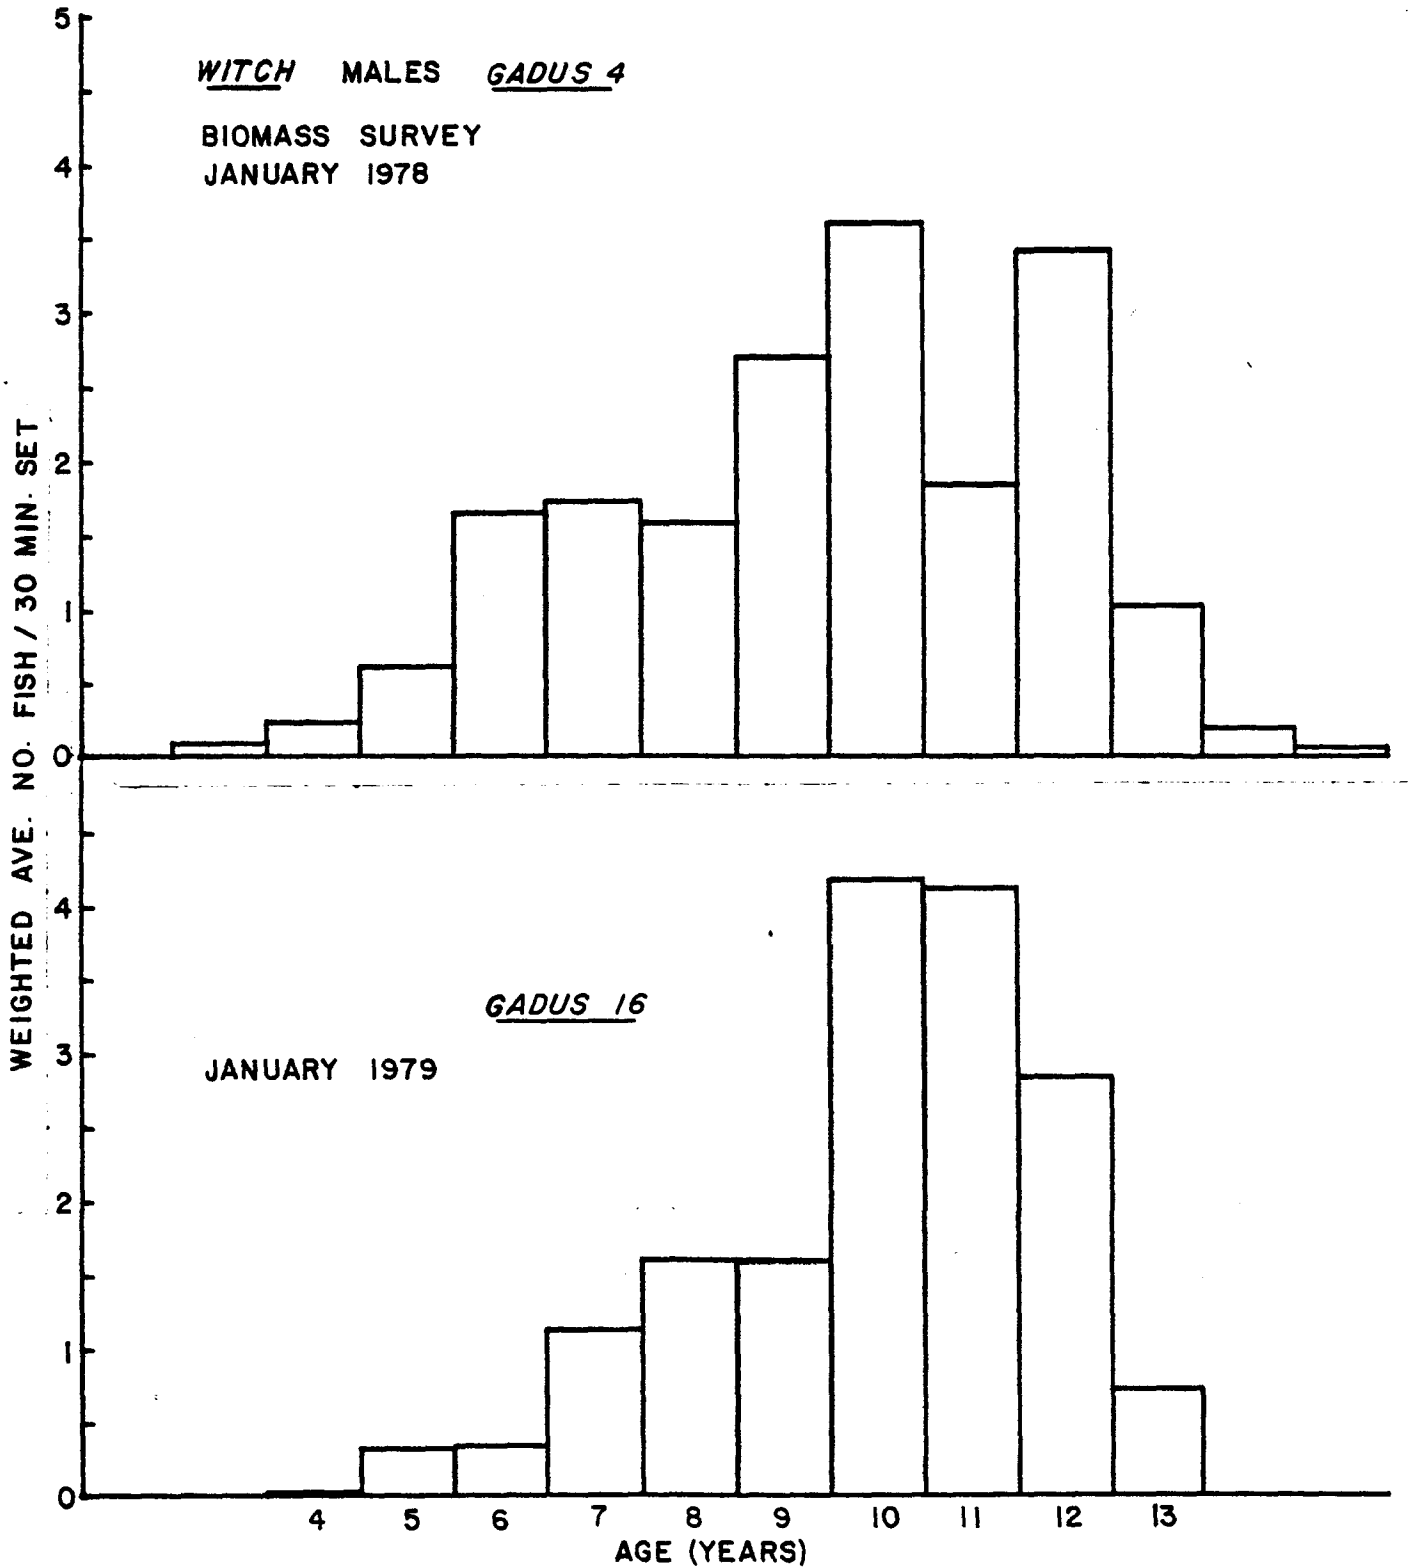 WITCH MALES GADUS 4
BIOMASS SURVEY
JANUARY 1978
5
4
3
2
1
0
WEIGHTED AVE. NO. FISH / 30 MIN. SET
GADUS 16
JANUARY 1979
4
3
2
1
0
4 5 6 7 8 9 10 11 12 13
AGE (YEARS)